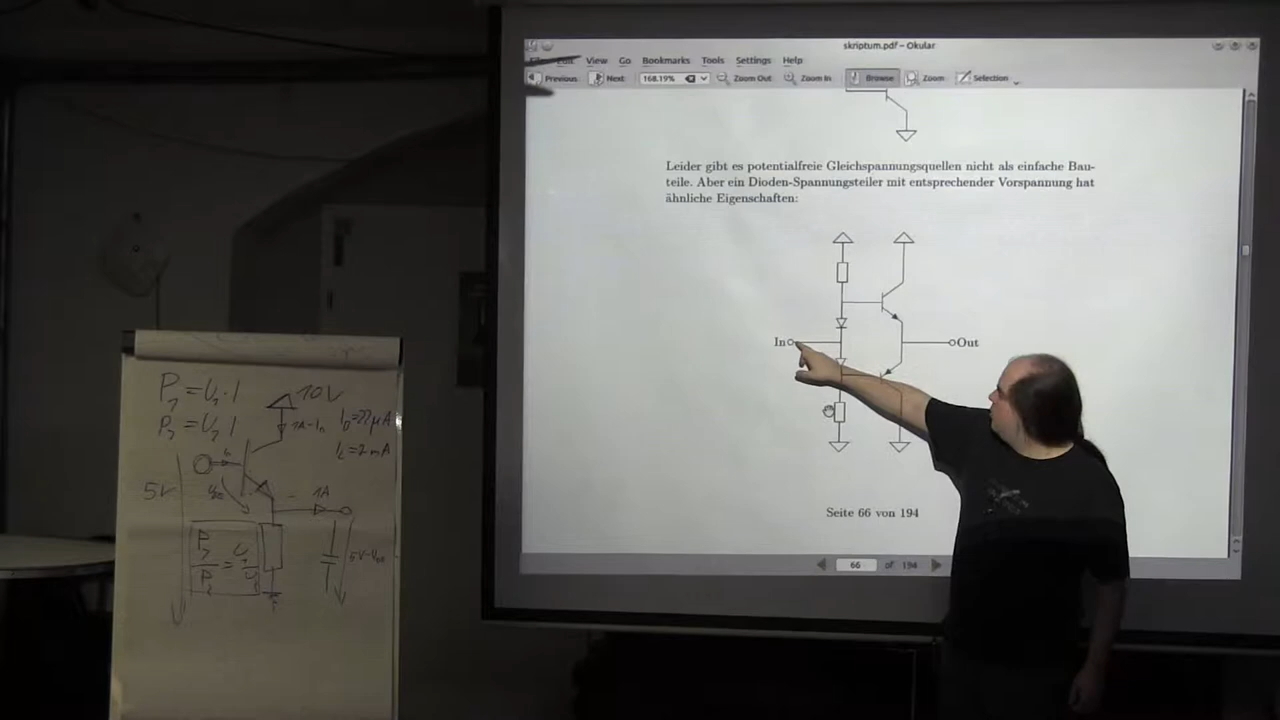 skriptum.pdf – Okular
View Go Bookmarks Tools Settings Help
Previous Next 168.19% Zoom Out Zoom In Browse Zoom Selection
Leider gibt es potentialfreie Gleichspannungsquellen nicht als einfache Bau-
teile. Aber ein Dioden-Spannungsteiler mit entsprechender Vorspannung hat
ähnliche Eigenschaften:
In
Out
Seite 66 von 194
66 of 194
10V
5V
1A